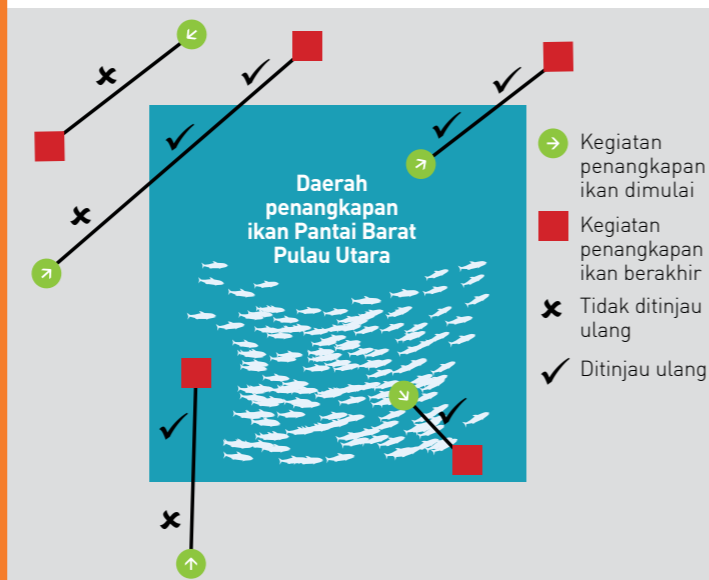 Daerah
penangkapan
ikan Pantai Barat
Pulau Utara
Kegiatan
penangkapan
ikan dimulai
Kegiatan
penangkapan
ikan berakhir
Tidak ditinjau
ulang
Ditinjau ulang